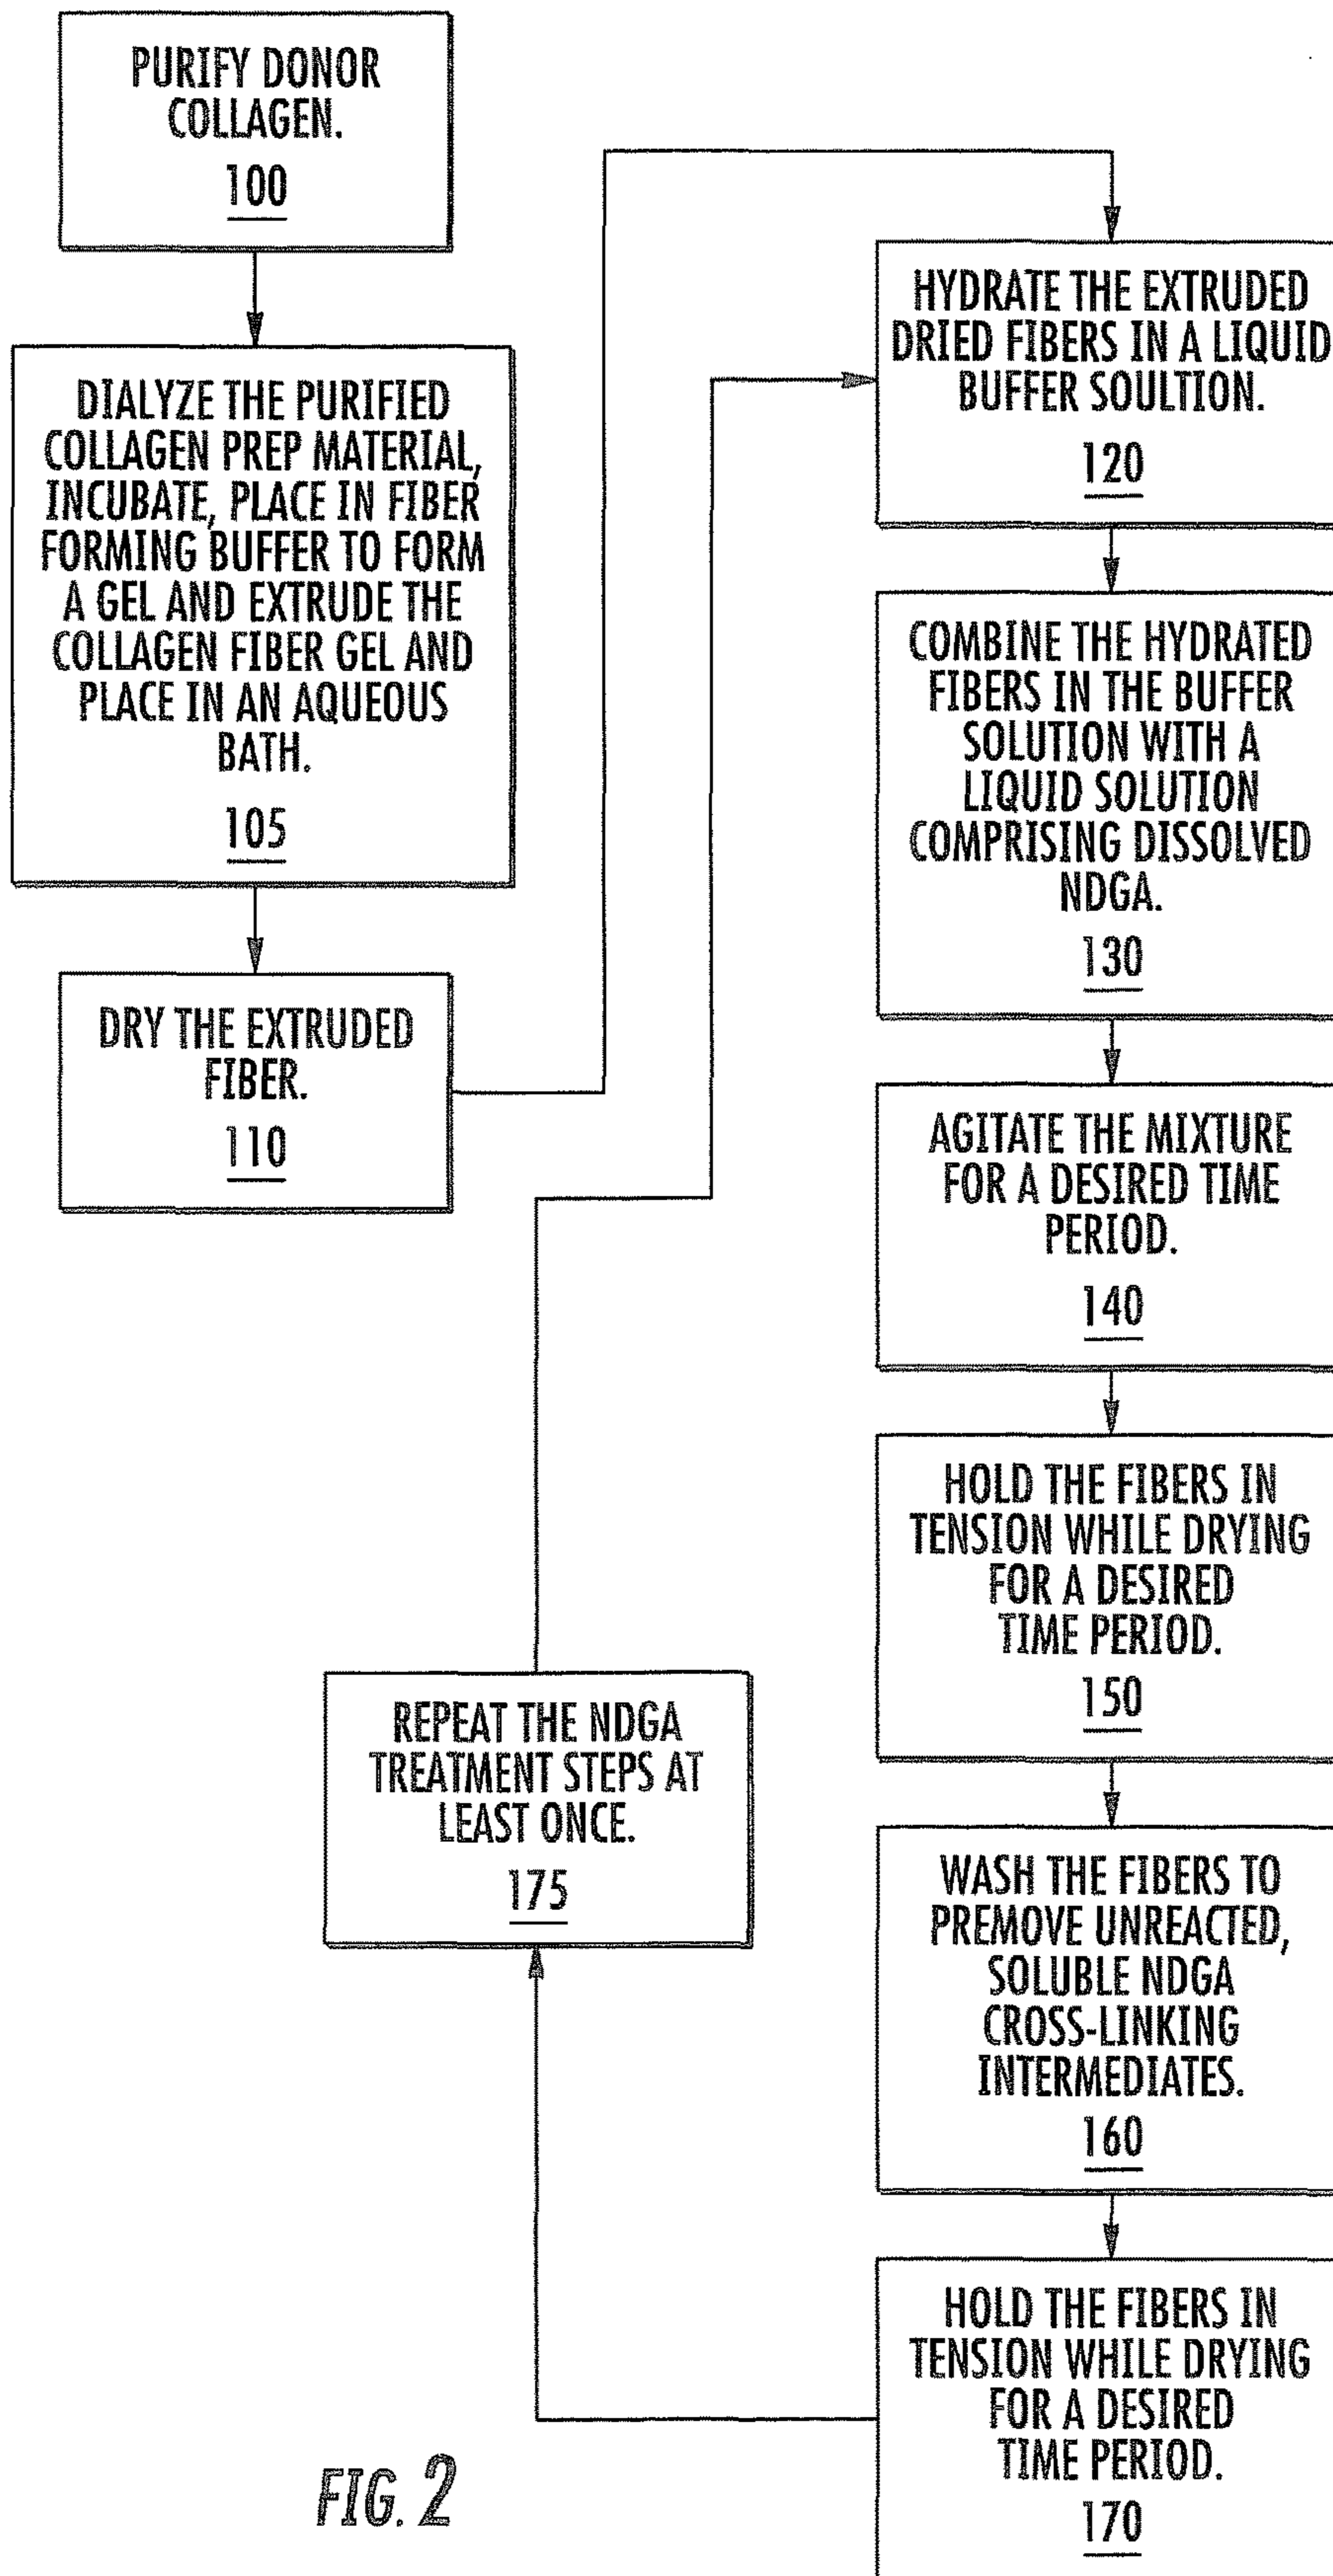 PURIFY DONOR
COLLAGEN.
100
DIALYZE THE PURIFIED
COLLAGEN PREP MATERIAL,
INCUBATE, PLACE IN FIBER
FORMING BUFFER TO FORM
A GEL AND EXTRUDE THE
COLLAGEN FIBER GEL AND
PLACE IN AN AQUEOUS
BATH.
105
DRY THE EXTRUDED
FIBER.
110
HYDRATE THE EXTRUDED
DRIED FIBERS IN A LIQUID
BUFFER SOULTION.
120
COMBINE THE HYDRATED
FIBERS IN THE BUFFER
SOLUTION WITH A
LIQUID SOLUTION
COMPRISING DISSOLVED
NDGA.
130
AGITATE THE MIXTURE
FOR A DESIRED TIME
PERIOD.
140
HOLD THE FIBERS IN
TENSION WHILE DRYING
FOR A DESIRED
TIME PERIOD.
150
WASH THE FIBERS TO
PREMOVE UNREACTED,
SOLUBLE NDGA
CROSS-LINKING
INTERMEDIATES.
160
HOLD THE FIBERS IN
TENSION WHILE DRYING
FOR A DESIRED
TIME PERIOD.
170
REPEAT THE NDGA
TREATMENT STEPS AT
LEAST ONCE.
175
FIG. 2